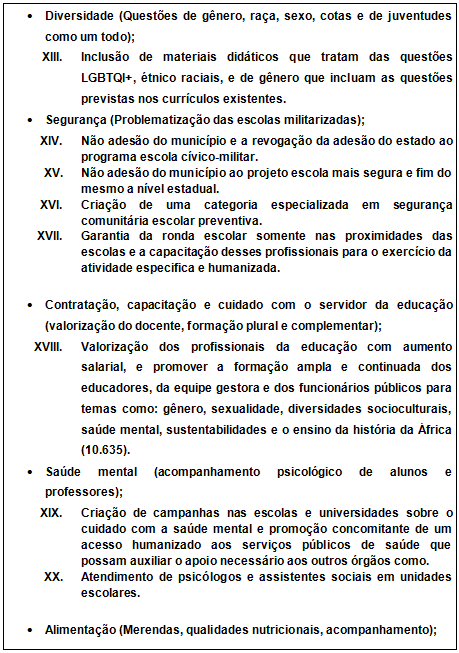 • Diversidade (Questões de gênero, raça, sexo, cotas e de juventudes
como um todo);
XIII. Inclusão de materiais didáticos que tratam das questões
LGBTQI+, étnico raciais, e de gênero que incluam as questões
previstas nos currículos existentes.
• Segurança (Problematização das escolas militarizadas);
XIV. Não adesão do município e a revogação da adesão do estado ao
programa escola cívico-militar.
XV. Não adesão do município ao projeto escola mais segura e fim do
mesmo a nível estadual.
XVI. Criação de uma categoria especializada em segurança
comunitária escolar preventiva.
XVII. Garantia da ronda escolar somente nas proximidades das
escolas e a capacitação desses profissionais para o exercício da
atividade especifica e humanizada.
• Contratação, capacitação e cuidado com o servidor da educação
(valorização do docente, formação plural e complementar);
XVIII. Valorização dos profissionais da educação com aumento
salarial, e promover a formação ampla e continuada dos
educadores, da equipe gestora e dos funcionários públicos para
temas como: gênero, sexualidade, diversidades socioculturais,
saúde mental, sustentabilidades e o ensino da história da África
(10.635).
• Saúde mental (acompanhamento psicológico de alunos e
professores);
XIX. Criação de campanhas nas escolas e universidades sobre o
cuidado com a saúde mental e promoção concomitante de um
acesso humanizado aos serviços públicos de saúde que
possam auxiliar o apoio necessário aos outros órgãos como.
XX. Atendimento de psicólogos e assistentes sociais em unidades
escolares.
• Alimentação (Merendas, qualidades nutricionais, acompanhamento);